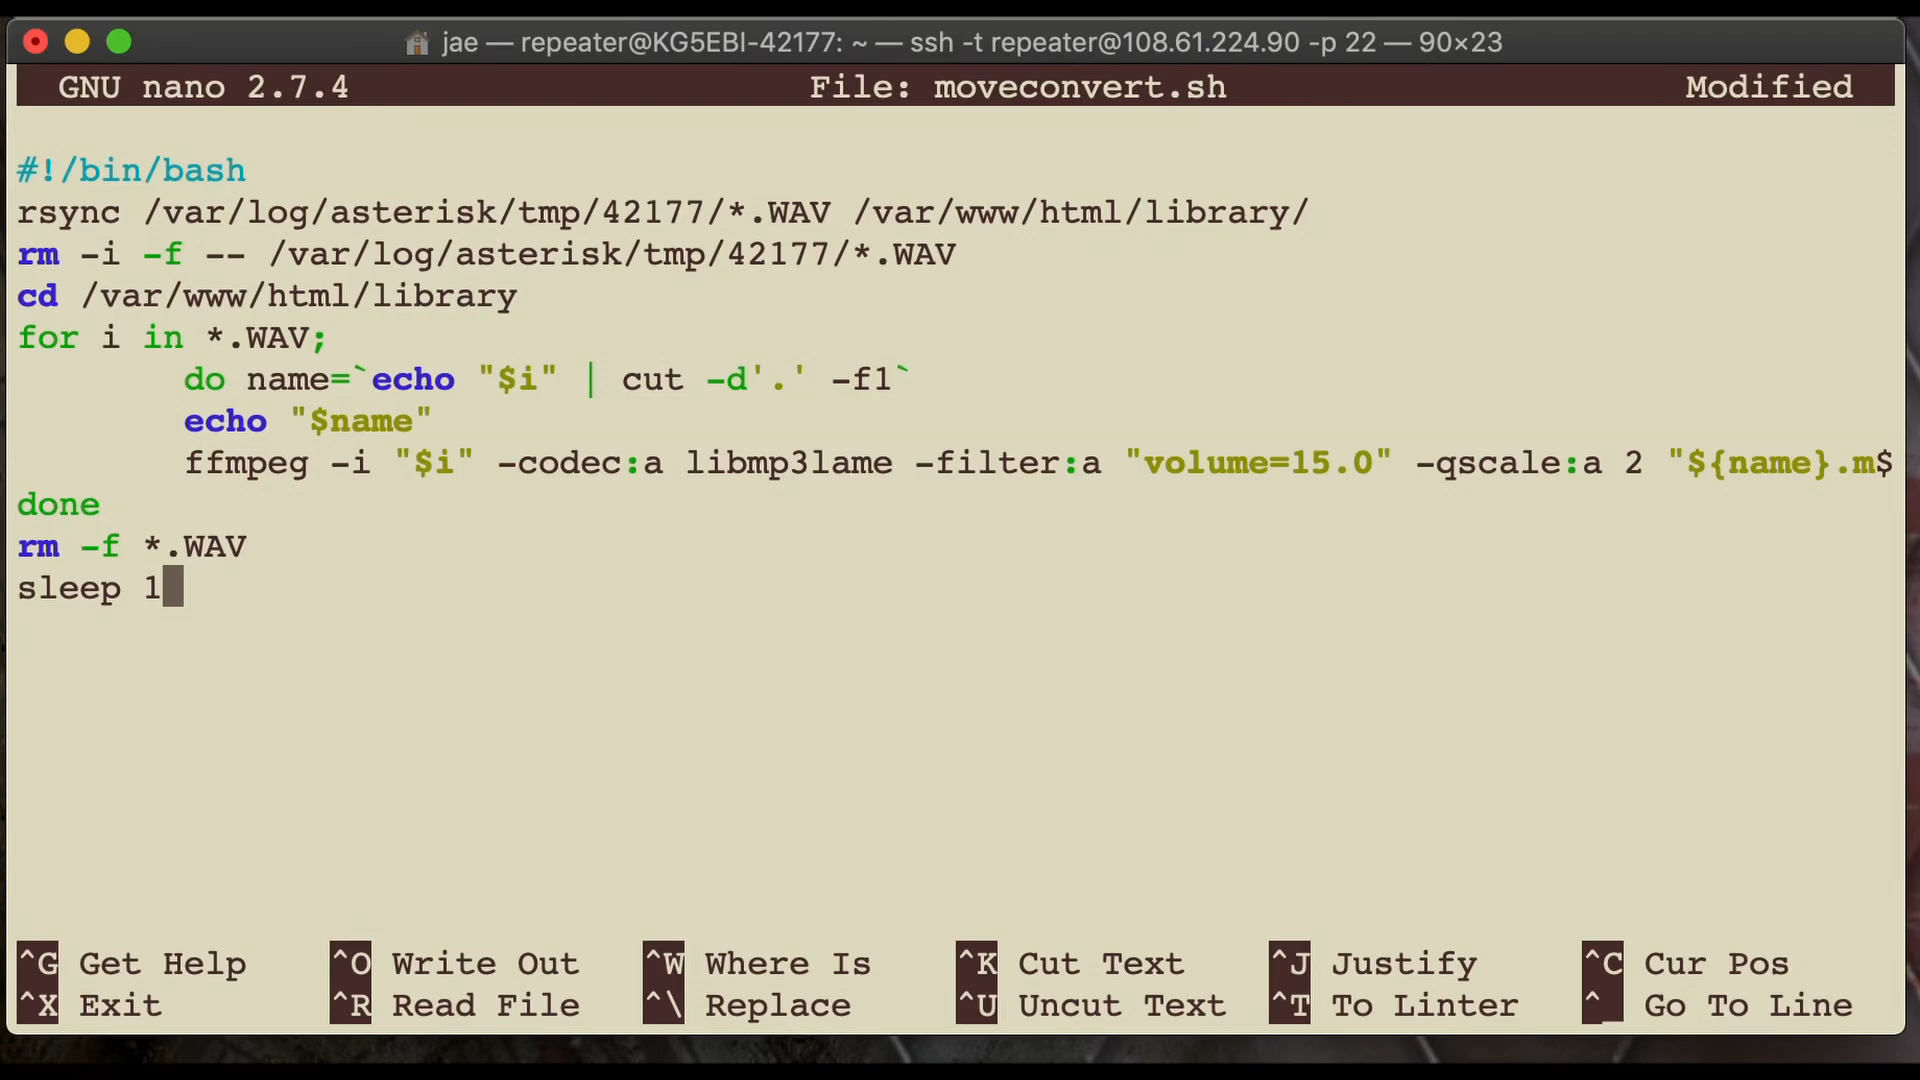 jae — repeater@KG5EBI-42177: ~ — ssh -t repeater@108.61.224.90 -p 22 — 90×23
GNU nano 2.7.4 File: moveconvert.sh Modified
#!/bin/bash
rsync /var/log/asterisk/tmp/42177/*.WAV /var/www/html/library/
rm -i -f -- /var/log/asterisk/tmp/42177/*.WAV
cd /var/www/html/library
for i in *.WAV;
do name=`echo "$i" | cut -d'.' -f1`
echo "$name"
ffmpeg -i "$i" -codec:a libmp3lame -filter:a "volume=15.0" -qscale:a 2 "${name}.m$
done
rm -f *.WAV
sleep 1
^G Get Help ^O Write Out ^W Where Is ^K Cut Text ^J Justify ^C Cur Pos
^X Exit ^R Read File ^\ Replace ^U Uncut Text ^T To Linter ^_ Go To Line